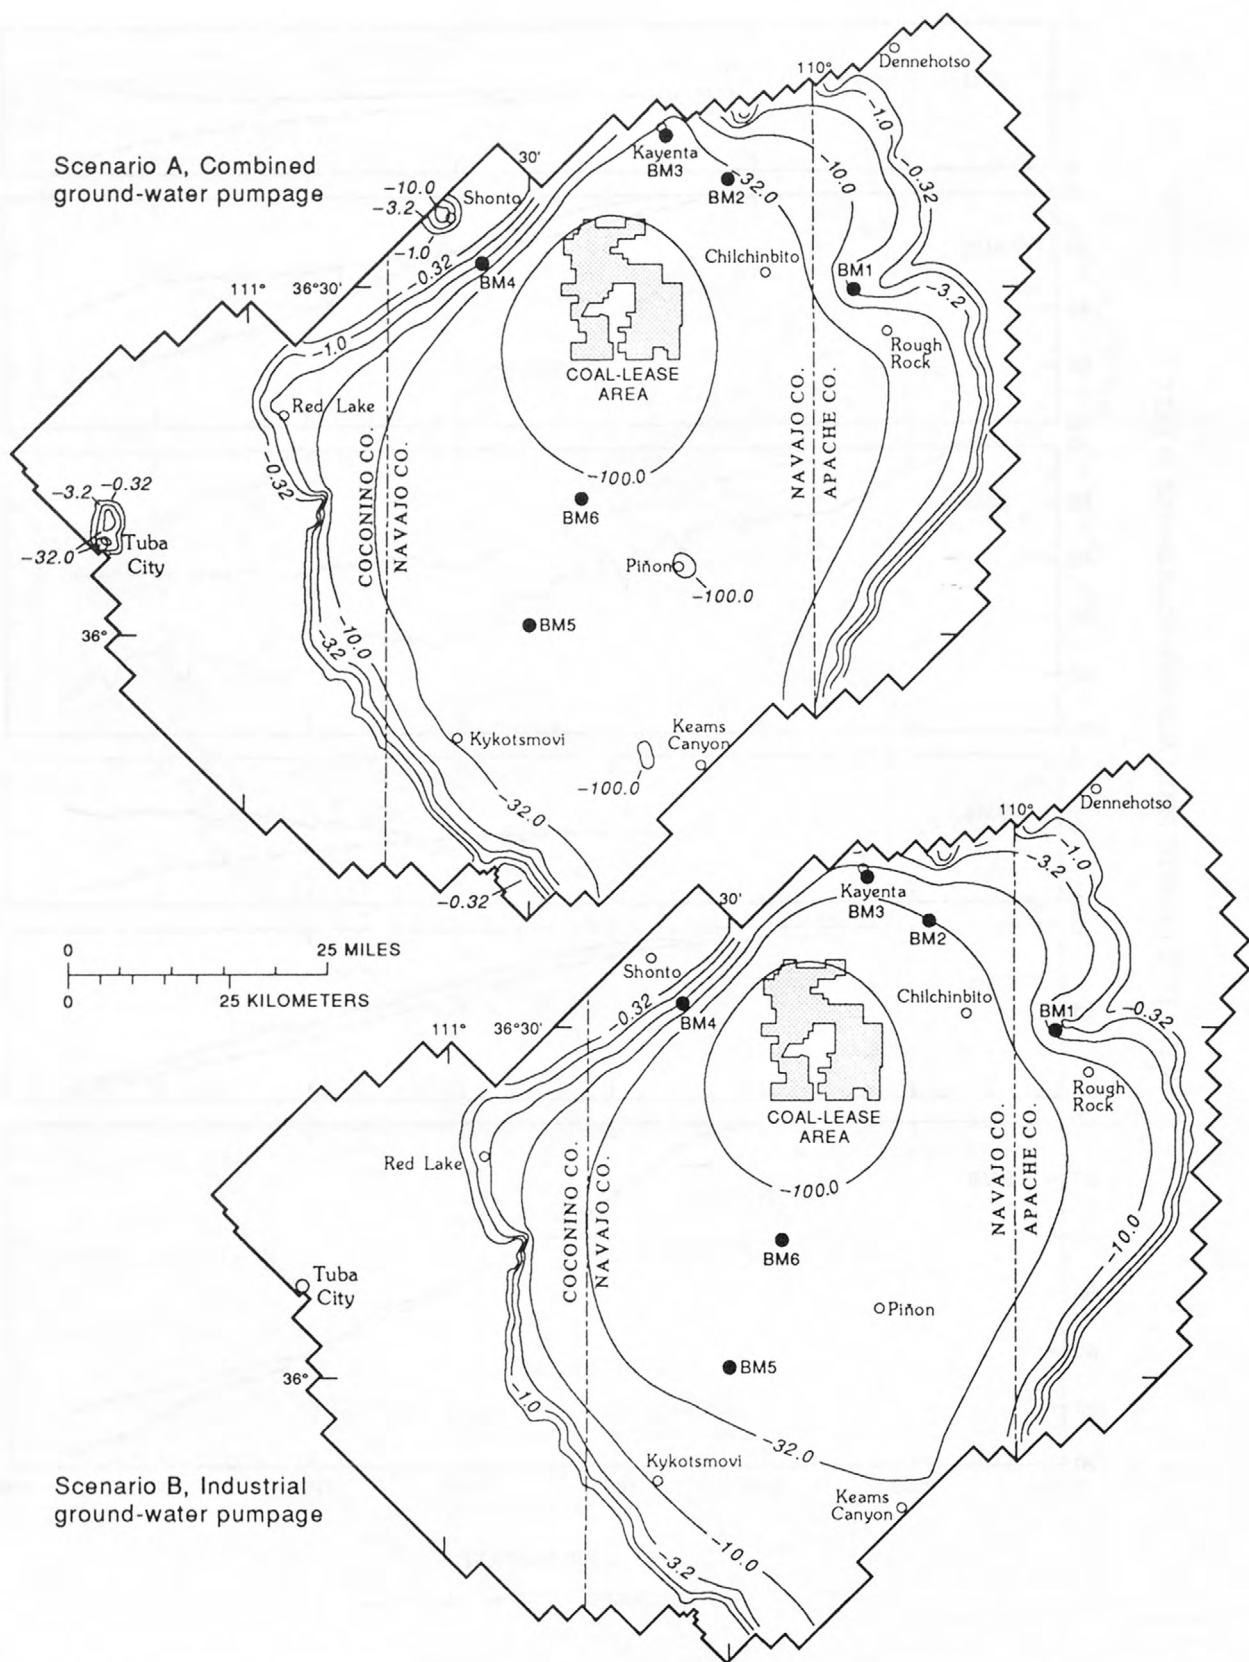 Dennehotso
110°
-1.0
-0.32
-10.0
-32.0
Kayenta
BM3
BM2
Scenario A, Combined
ground-water pumpage
30'
-10.0
-3.2
Shonto
-1.0
-0.32
BM4
Chilchinbito
BM1
-3.2
111°
36°30'
-1.0
Rough
Rock
COAL-LEASE
AREA
Red Lake
-0.32
COCONINO CO.
NAVAJO CO.
NAVAJO CO.
APACHE CO.
-100.0
BM6
-3.2
-0.32
-32.0
Tuba
City
Piñon
-100.0
BM5
36°
-10.0
-3.2
Kykotsmovi
Keams
Canyon
-100.0
-32.0
-0.32
0
25 MILES
0
25 KILOMETERS
Dennehotso
110°
-1.0
-3.2
Kayenta
BM3
BM2
30'
Shonto
-0.32
BM4
Chilchinbito
BM1
-0.32
111°
36°30'
Rough
Rock
COAL-LEASE
AREA
Red Lake
COCONINO CO.
NAVAJO CO.
NAVAJO CO.
APACHE CO.
-100.0
-10.0
BM6
Tuba
City
Piñon
BM5
36°
-1.0
-32.0
Kykotsmovi
Scenario B, Industrial
ground-water pumpage
Keams
Canyon
-10.0
-3.2